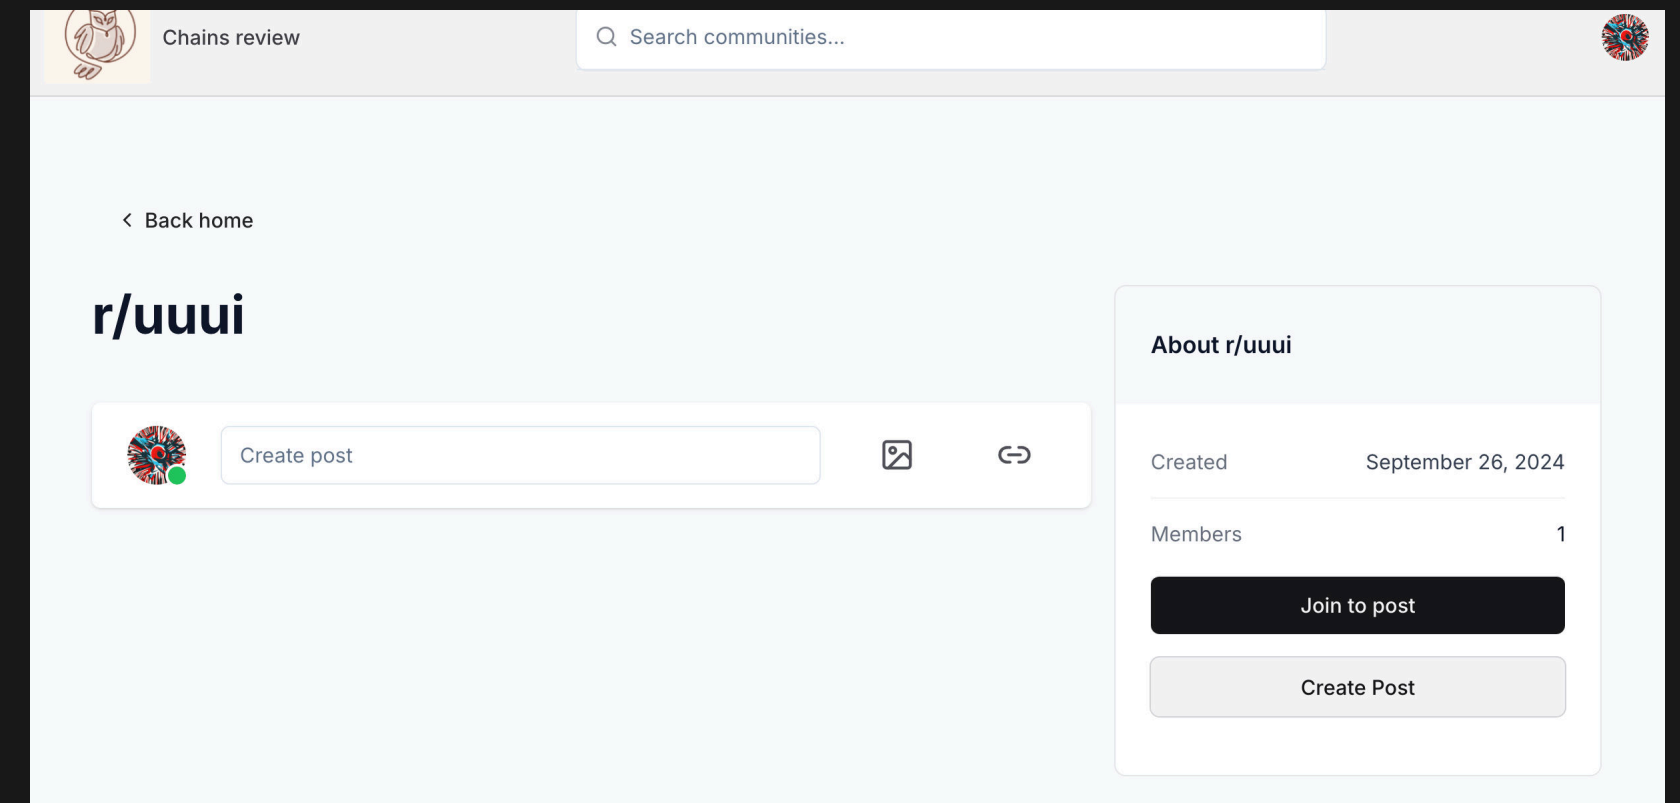 Chains review
Search communities...
Back home
r/uuui
Create post
About r/uuui
Created September 26, 2024
Members 1
Join to post
Create Post